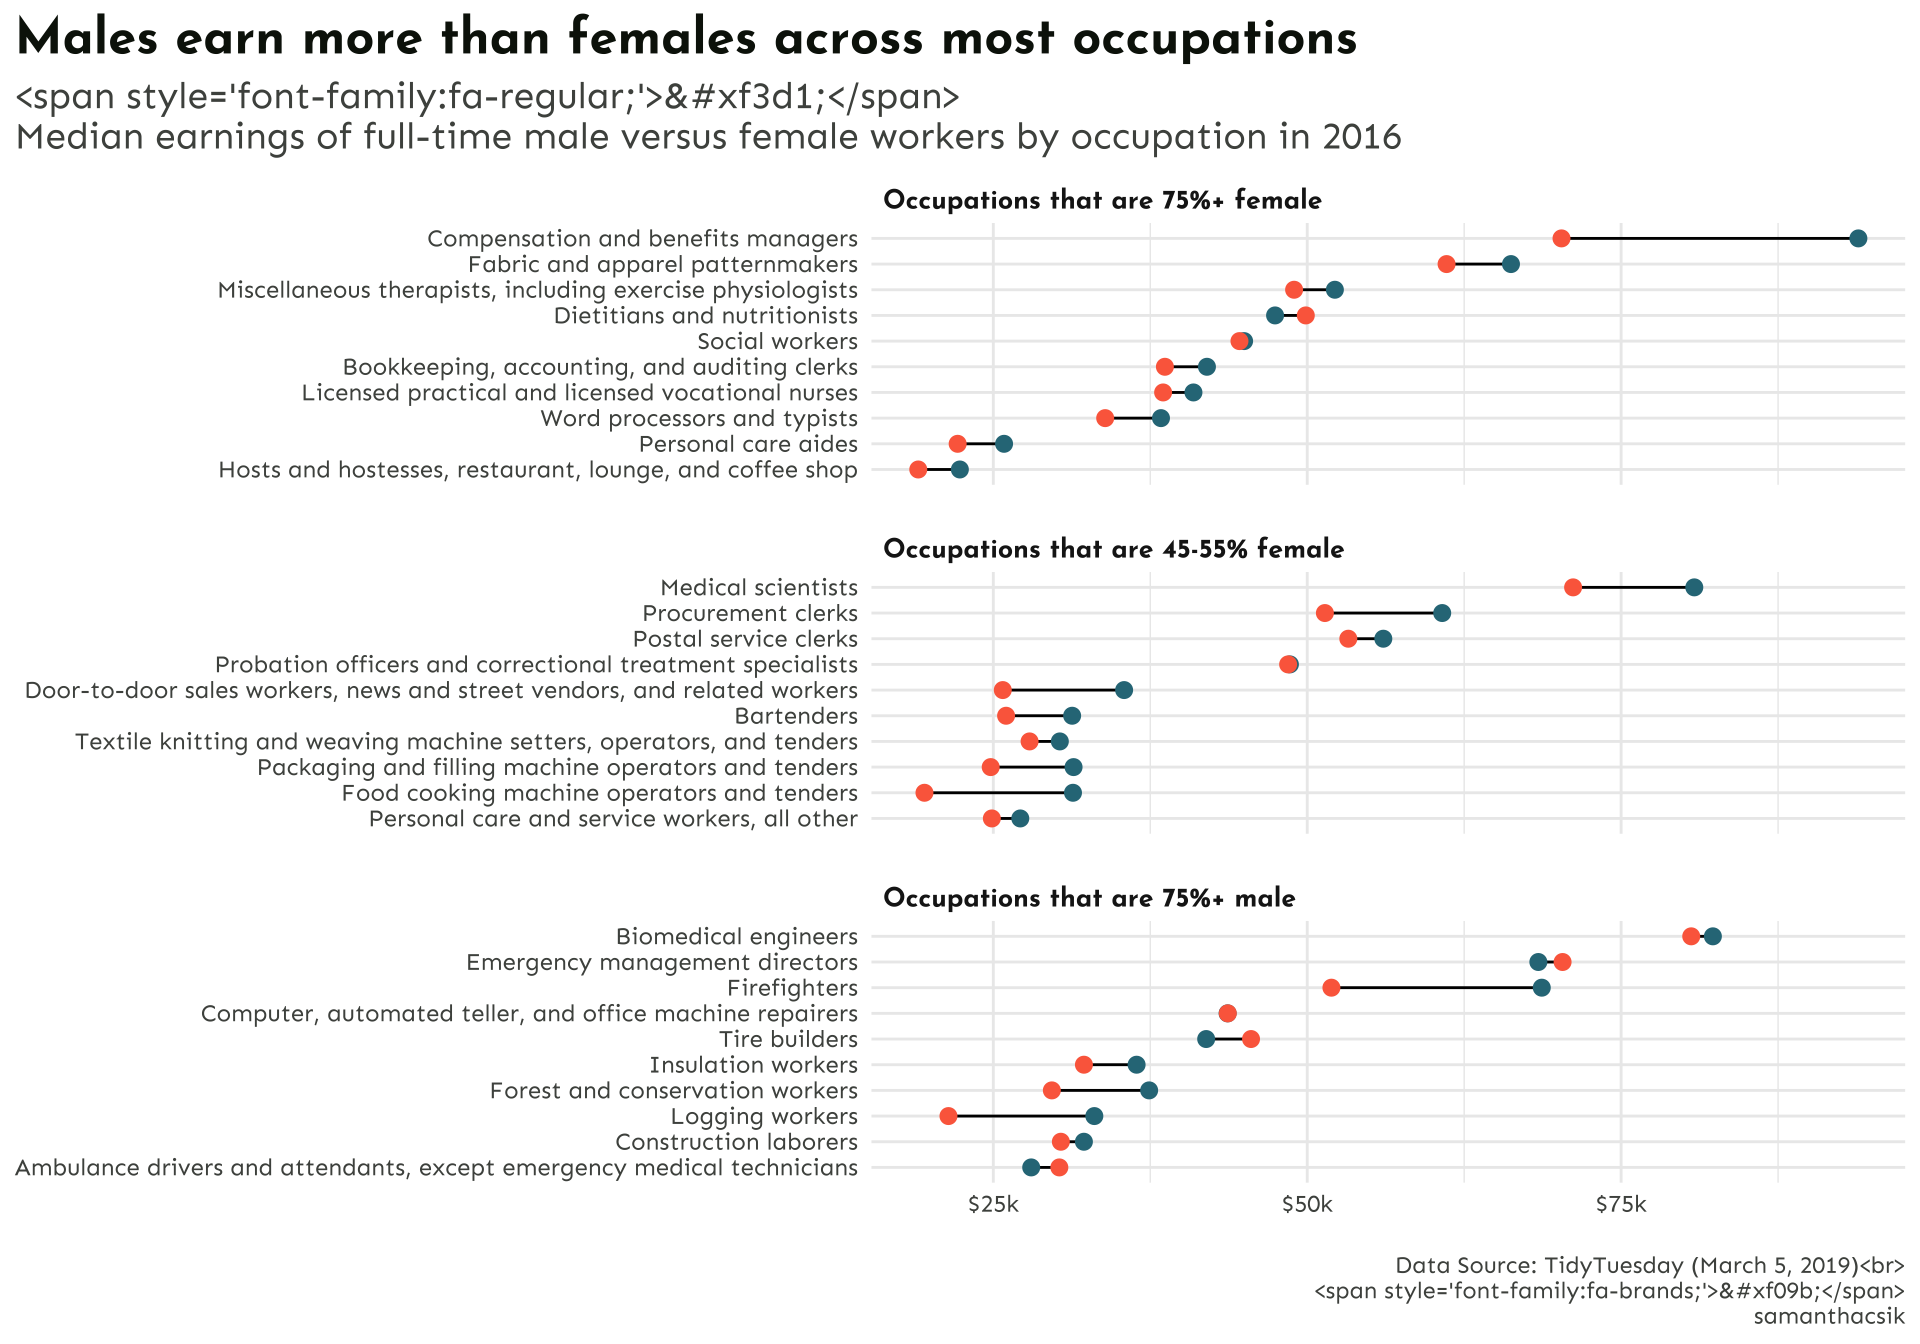 Males earn more than females across most occupations
<span style='font-family:fa-regular;'>&#xf3d1;</span>
Median earnings of full-time male versus female workers by occupation in 2016
Occupations that are 75%+ female
Compensation and benefits managers
Fabric and apparel patternmakers
Miscellaneous therapists, including exercise physiologists
Dietitians and nutritionists
Social workers
Bookkeeping, accounting, and auditing clerks
Licensed practical and licensed vocational nurses
Word processors and typists
Personal care aides
Hosts and hostesses, restaurant, lounge, and coffee shop
Occupations that are 45-55% female
Medical scientists
Procurement clerks
Postal service clerks
Probation officers and correctional treatment specialists
Door-to-door sales workers, news and street vendors, and related workers
Bartenders
Textile knitting and weaving machine setters, operators, and tenders
Packaging and filling machine operators and tenders
Food cooking machine operators and tenders
Personal care and service workers, all other
Occupations that are 75%+ male
Biomedical engineers
Emergency management directors
Firefighters
Computer, automated teller, and office machine repairers
Tire builders
Insulation workers
Forest and conservation workers
Logging workers
Construction laborers
Ambulance drivers and attendants, except emergency medical technicians
$25k $50k $75k
Data Source: TidyTuesday (March 5, 2019)<br>
<span style='font-family:fa-brands;'>&#xf09b;</span>
samanthacsik